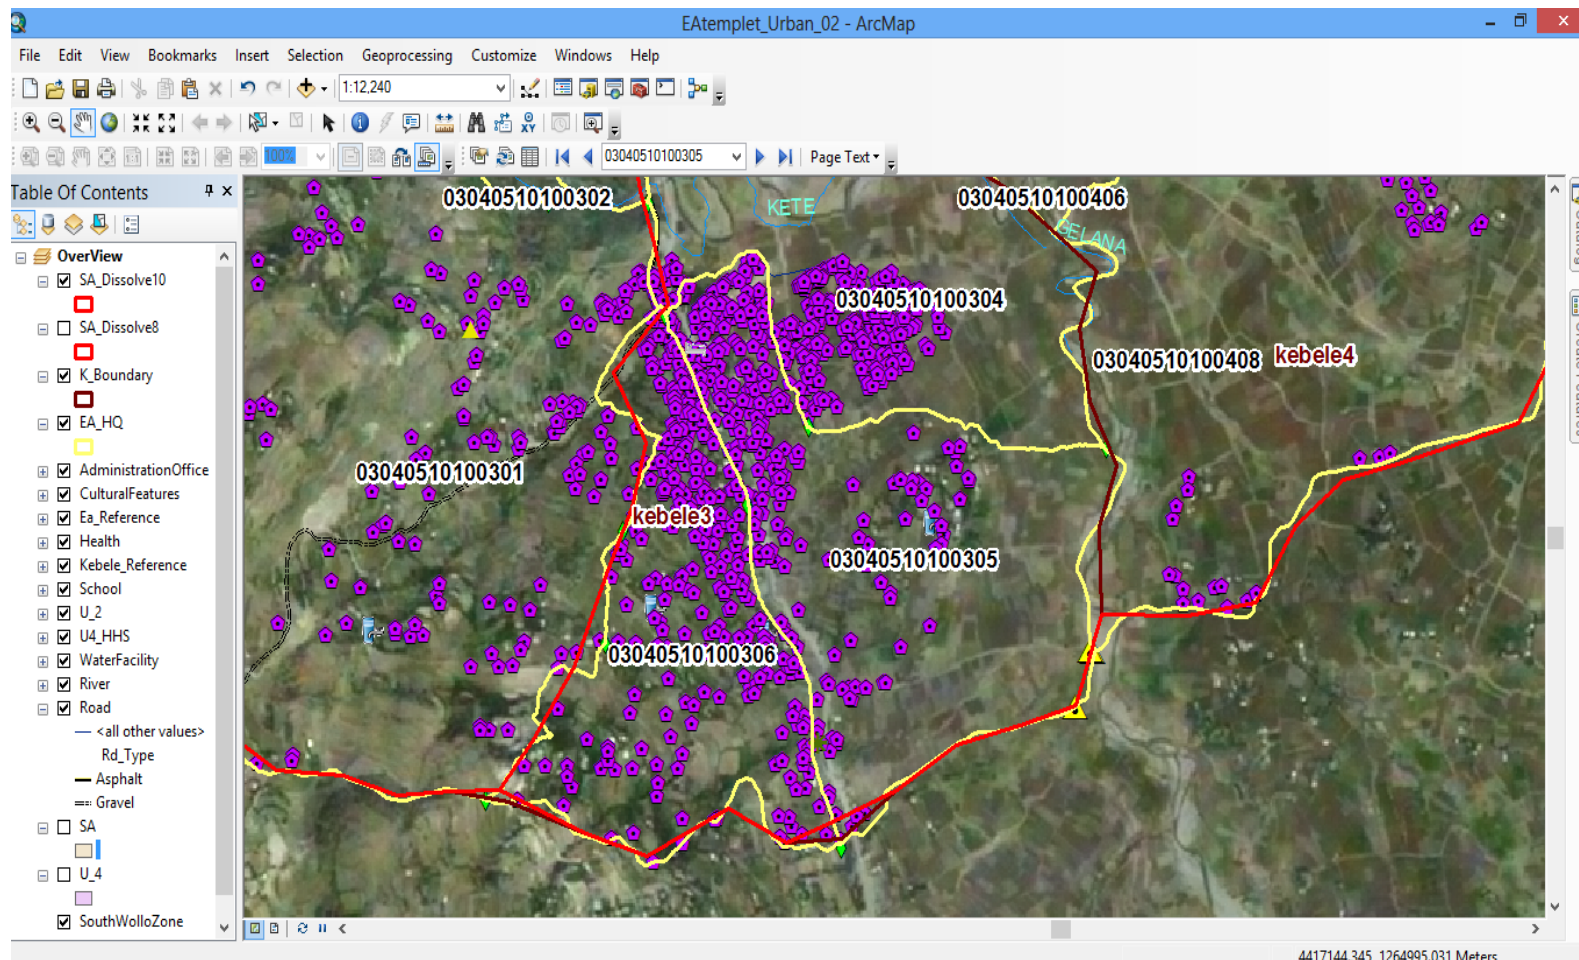 EAtemplet_Urban_02 - ArcMap
File Edit View Bookmarks Insert Selection Geoprocessing Customize Windows Help
1:12,240
100%
03040510100305
Page Text
Table Of Contents
OverView
SA_Dissolve10
SA_Dissolve8
K_Boundary
EA_HQ
AdministrationOffice
CulturalFeatures
Ea_Reference
Health
Kebele_Reference
School
U_2
U4_HHS
WaterFacility
River
Road
<all other values>
Rd_Type
Asphalt
Gravel
SA
U_4
SouthWolloZone
03040510100302
KETE
03040510100406
GELANA
03040510100304
03040510100408 kebele4
03040510100301
kebele3
03040510100305
03040510100306
4417144.345 1264995.031 Meters